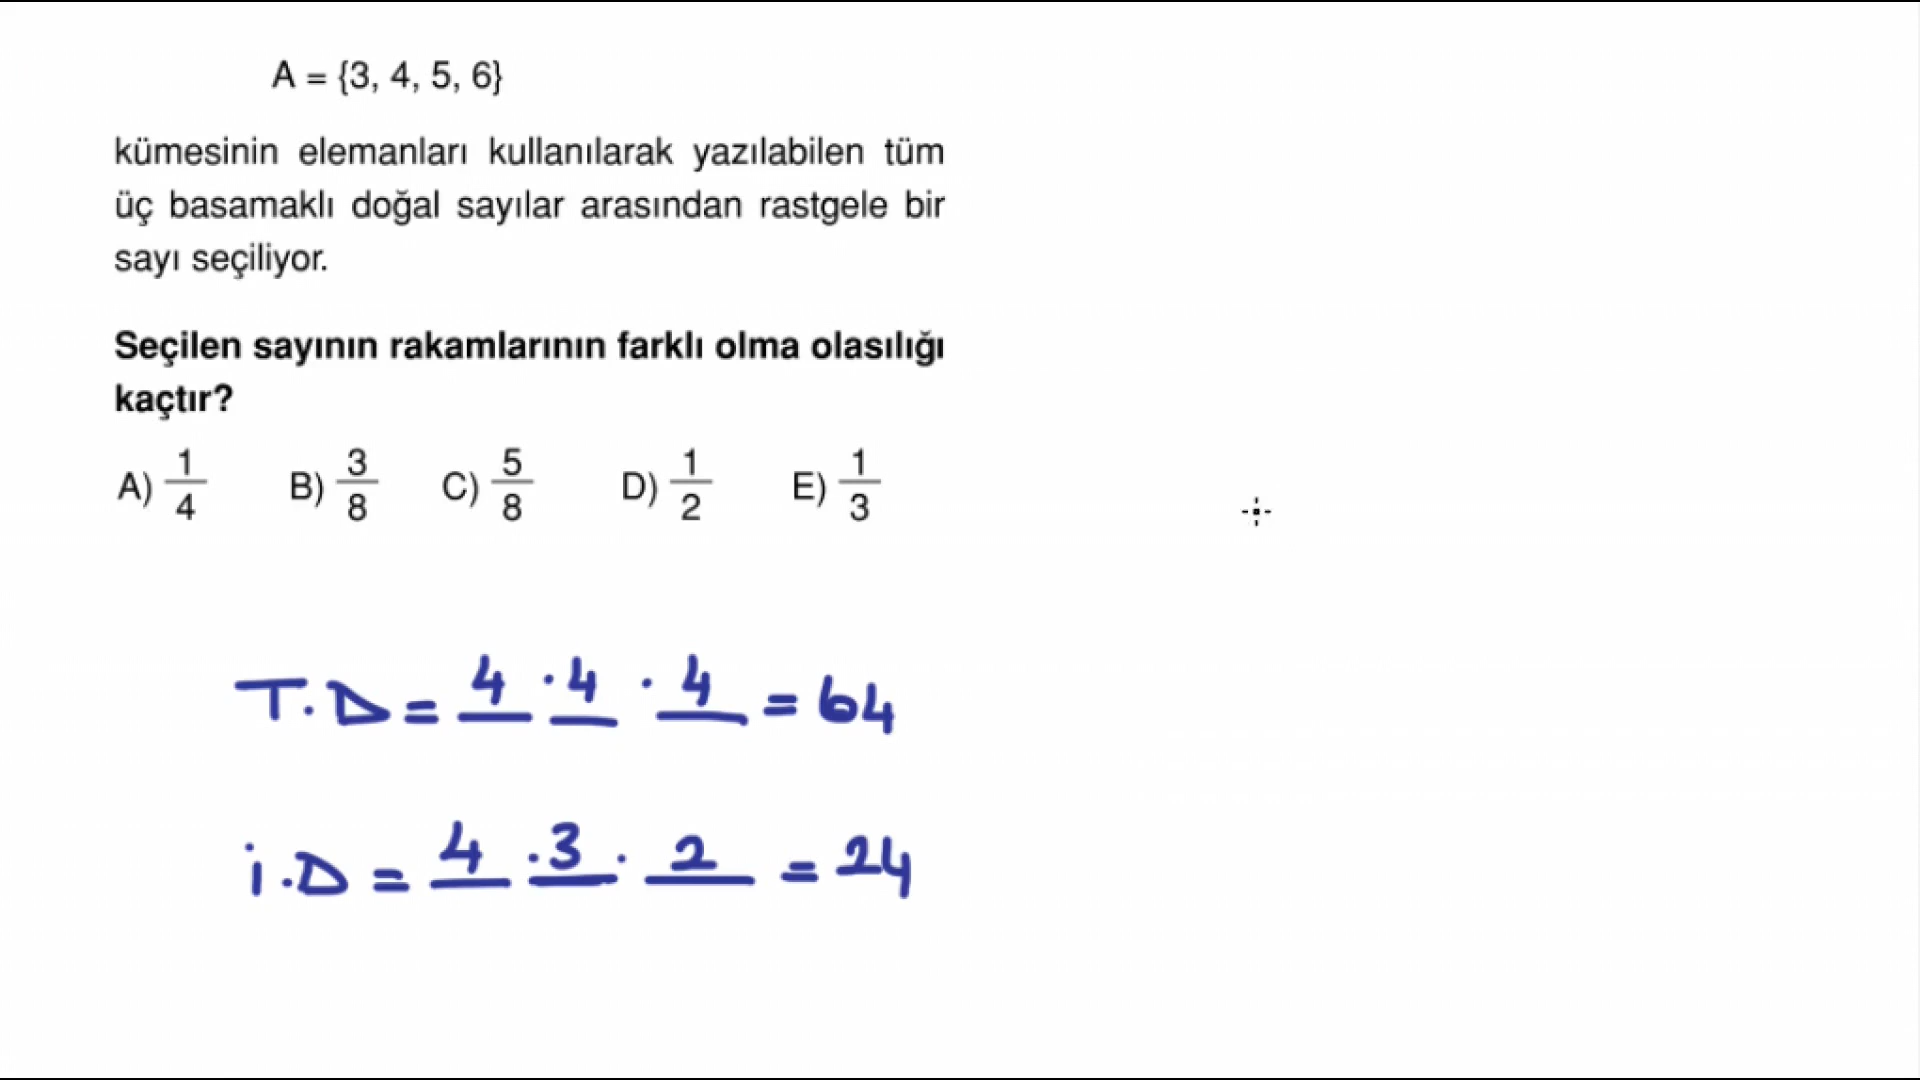 A = {3, 4, 5, 6}
kümesinin elemanları kullanılarak yazılabilen tüm
üç basamaklı doğal sayılar arasından rastgele bir
sayı seçiliyor.
Seçilen sayının rakamlarının farklı olma olasılığı
kaçtır?
A) 1/4 B) 3/8 C) 5/8 D) 1/2 E) 1/3
T.D = 4 . 4 . 4 = 64
i.D = 4 . 3 . 2 = 24